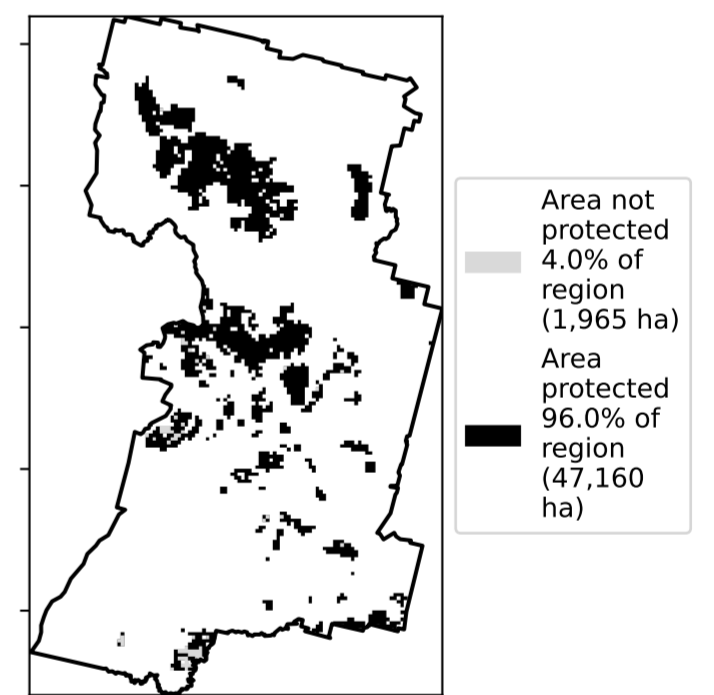 Area not
protected
4.0% of
region
(1,965 ha)
Area
protected
96.0% of
region
(47,160
ha)